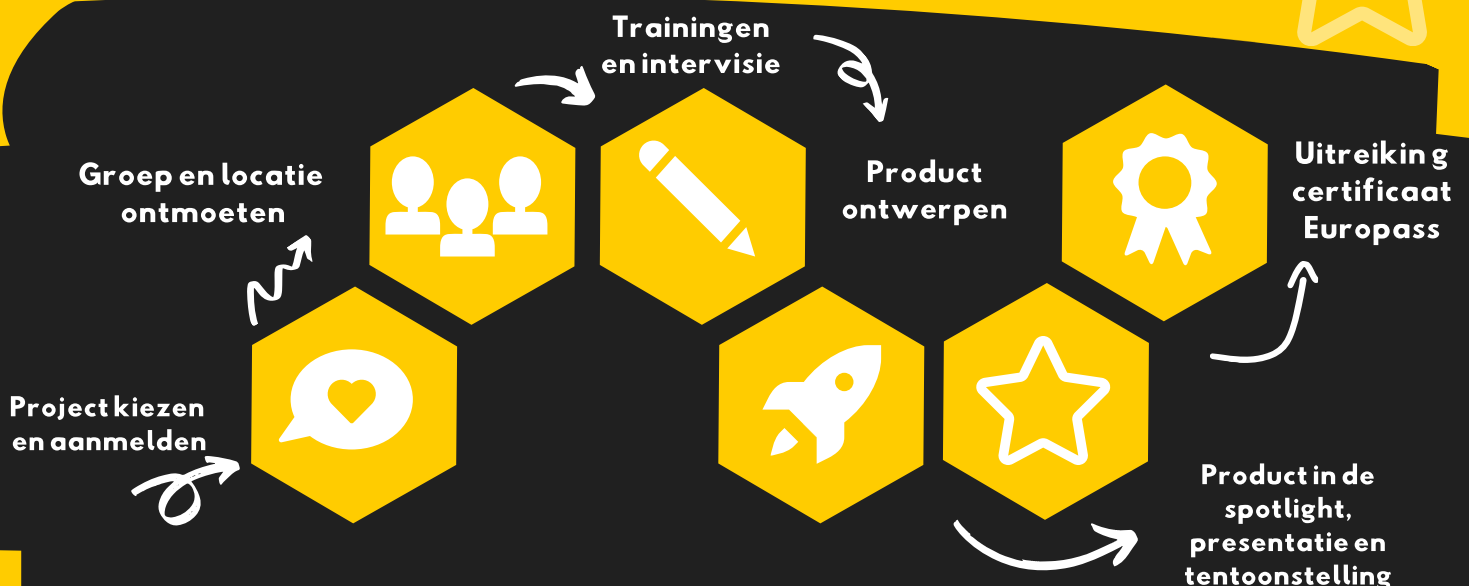 Project kiezen
en aanmelden
Groep en locatie
ontmoeten
Trainingen
en intervisie
Product
ontwerpen
Product in de
spotlight,
presentatie en
tentoonstelling
Uitreiking
certificaat
Europass